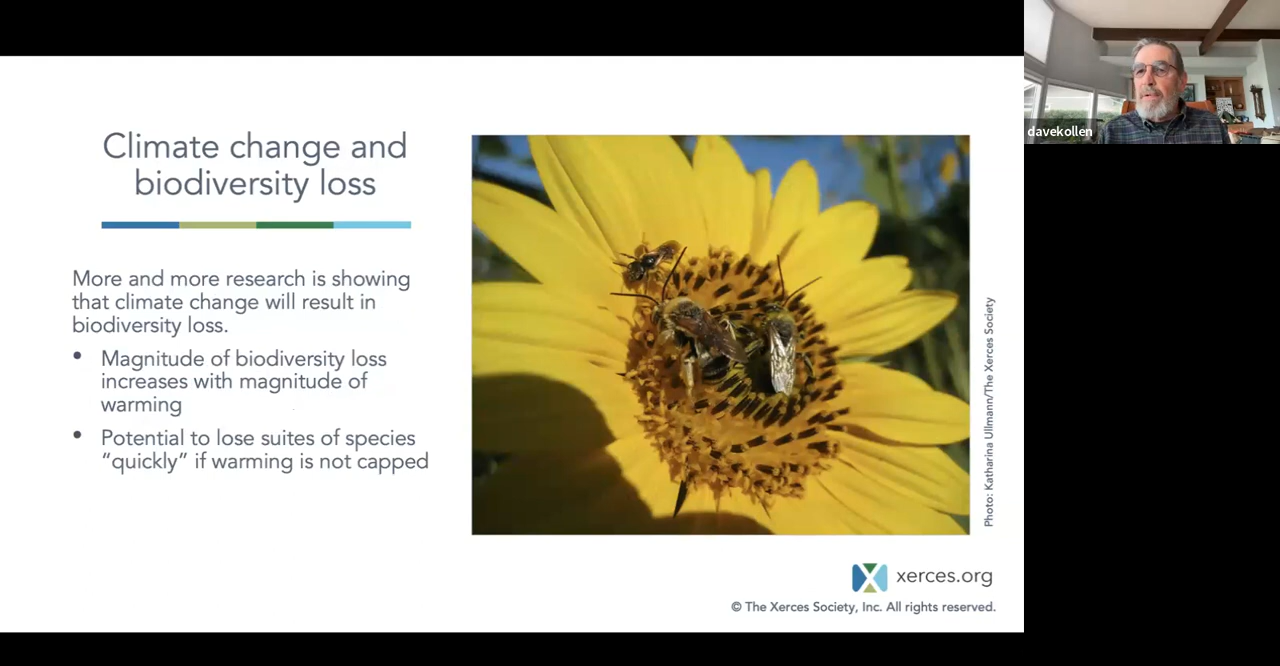 Climate change and
biodiversity loss
More and more research is showing
that climate change will result in
biodiversity loss.
• Magnitude of biodiversity loss
increases with magnitude of
warming
• Potential to lose suites of species
“quickly” if warming is not capped
Photo: Katharina Ullmann/The Xerces Society
xerces.org
© The Xerces Society, Inc. All rights reserved.
davekollen